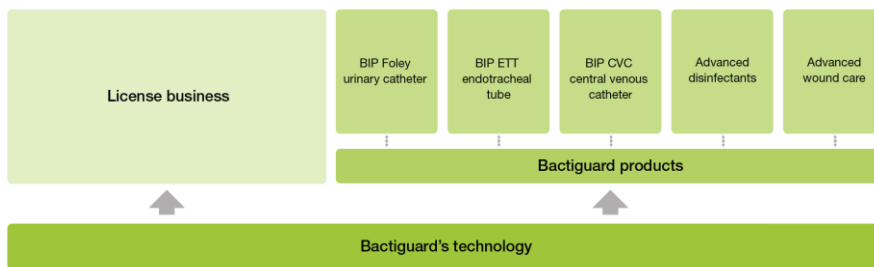 License business
BIP Foley
urinary catheter
BIP ETT
endotracheal
tube
BIP CVC
central venous
catheter
Advanced
disinfectants
Advanced
wound care
Bactiguard products
Bactiguard's technology